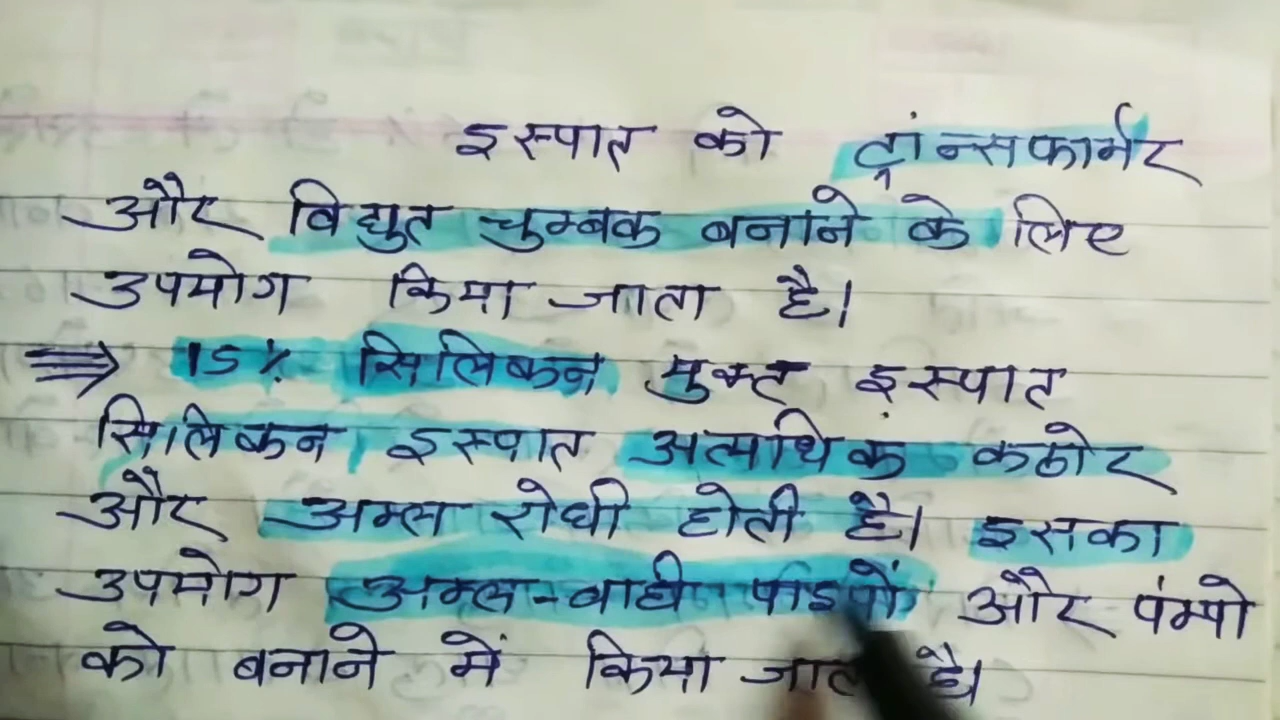 इस्पात को ट्रांन्सफार्मर
और विद्युत चुम्बक बनाने के लिए
उपयोग किया जाता है।
⇒ 15% सिलिकन युक्त इस्पात
सिलिकन इस्पात अत्यधिक कठोर
और अम्ल रोधी होती है। इसका
उपयोग अम्ल-वाही पाइपों और पंम्पो
को बनाने में किया जाता है।